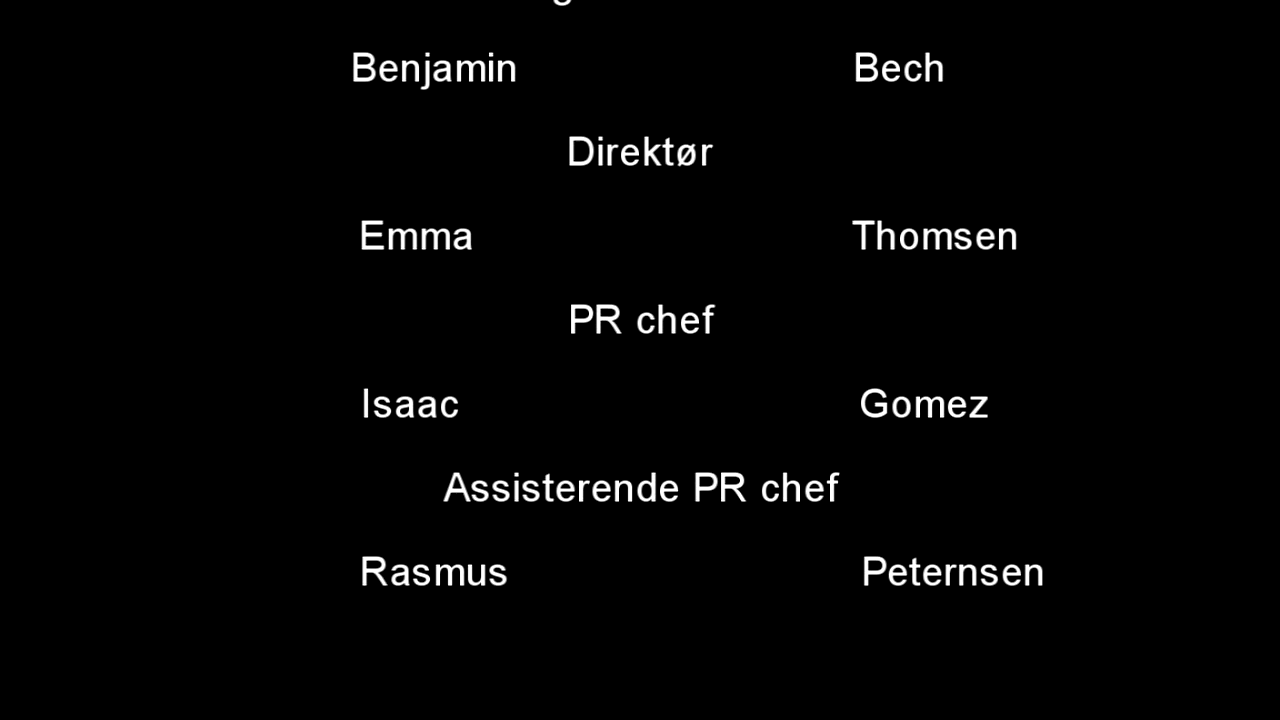 Benjamin Bech
Direktør
Emma Thomsen
PR chef
Isaac Gomez
Assisterende PR chef
Rasmus Peternsen